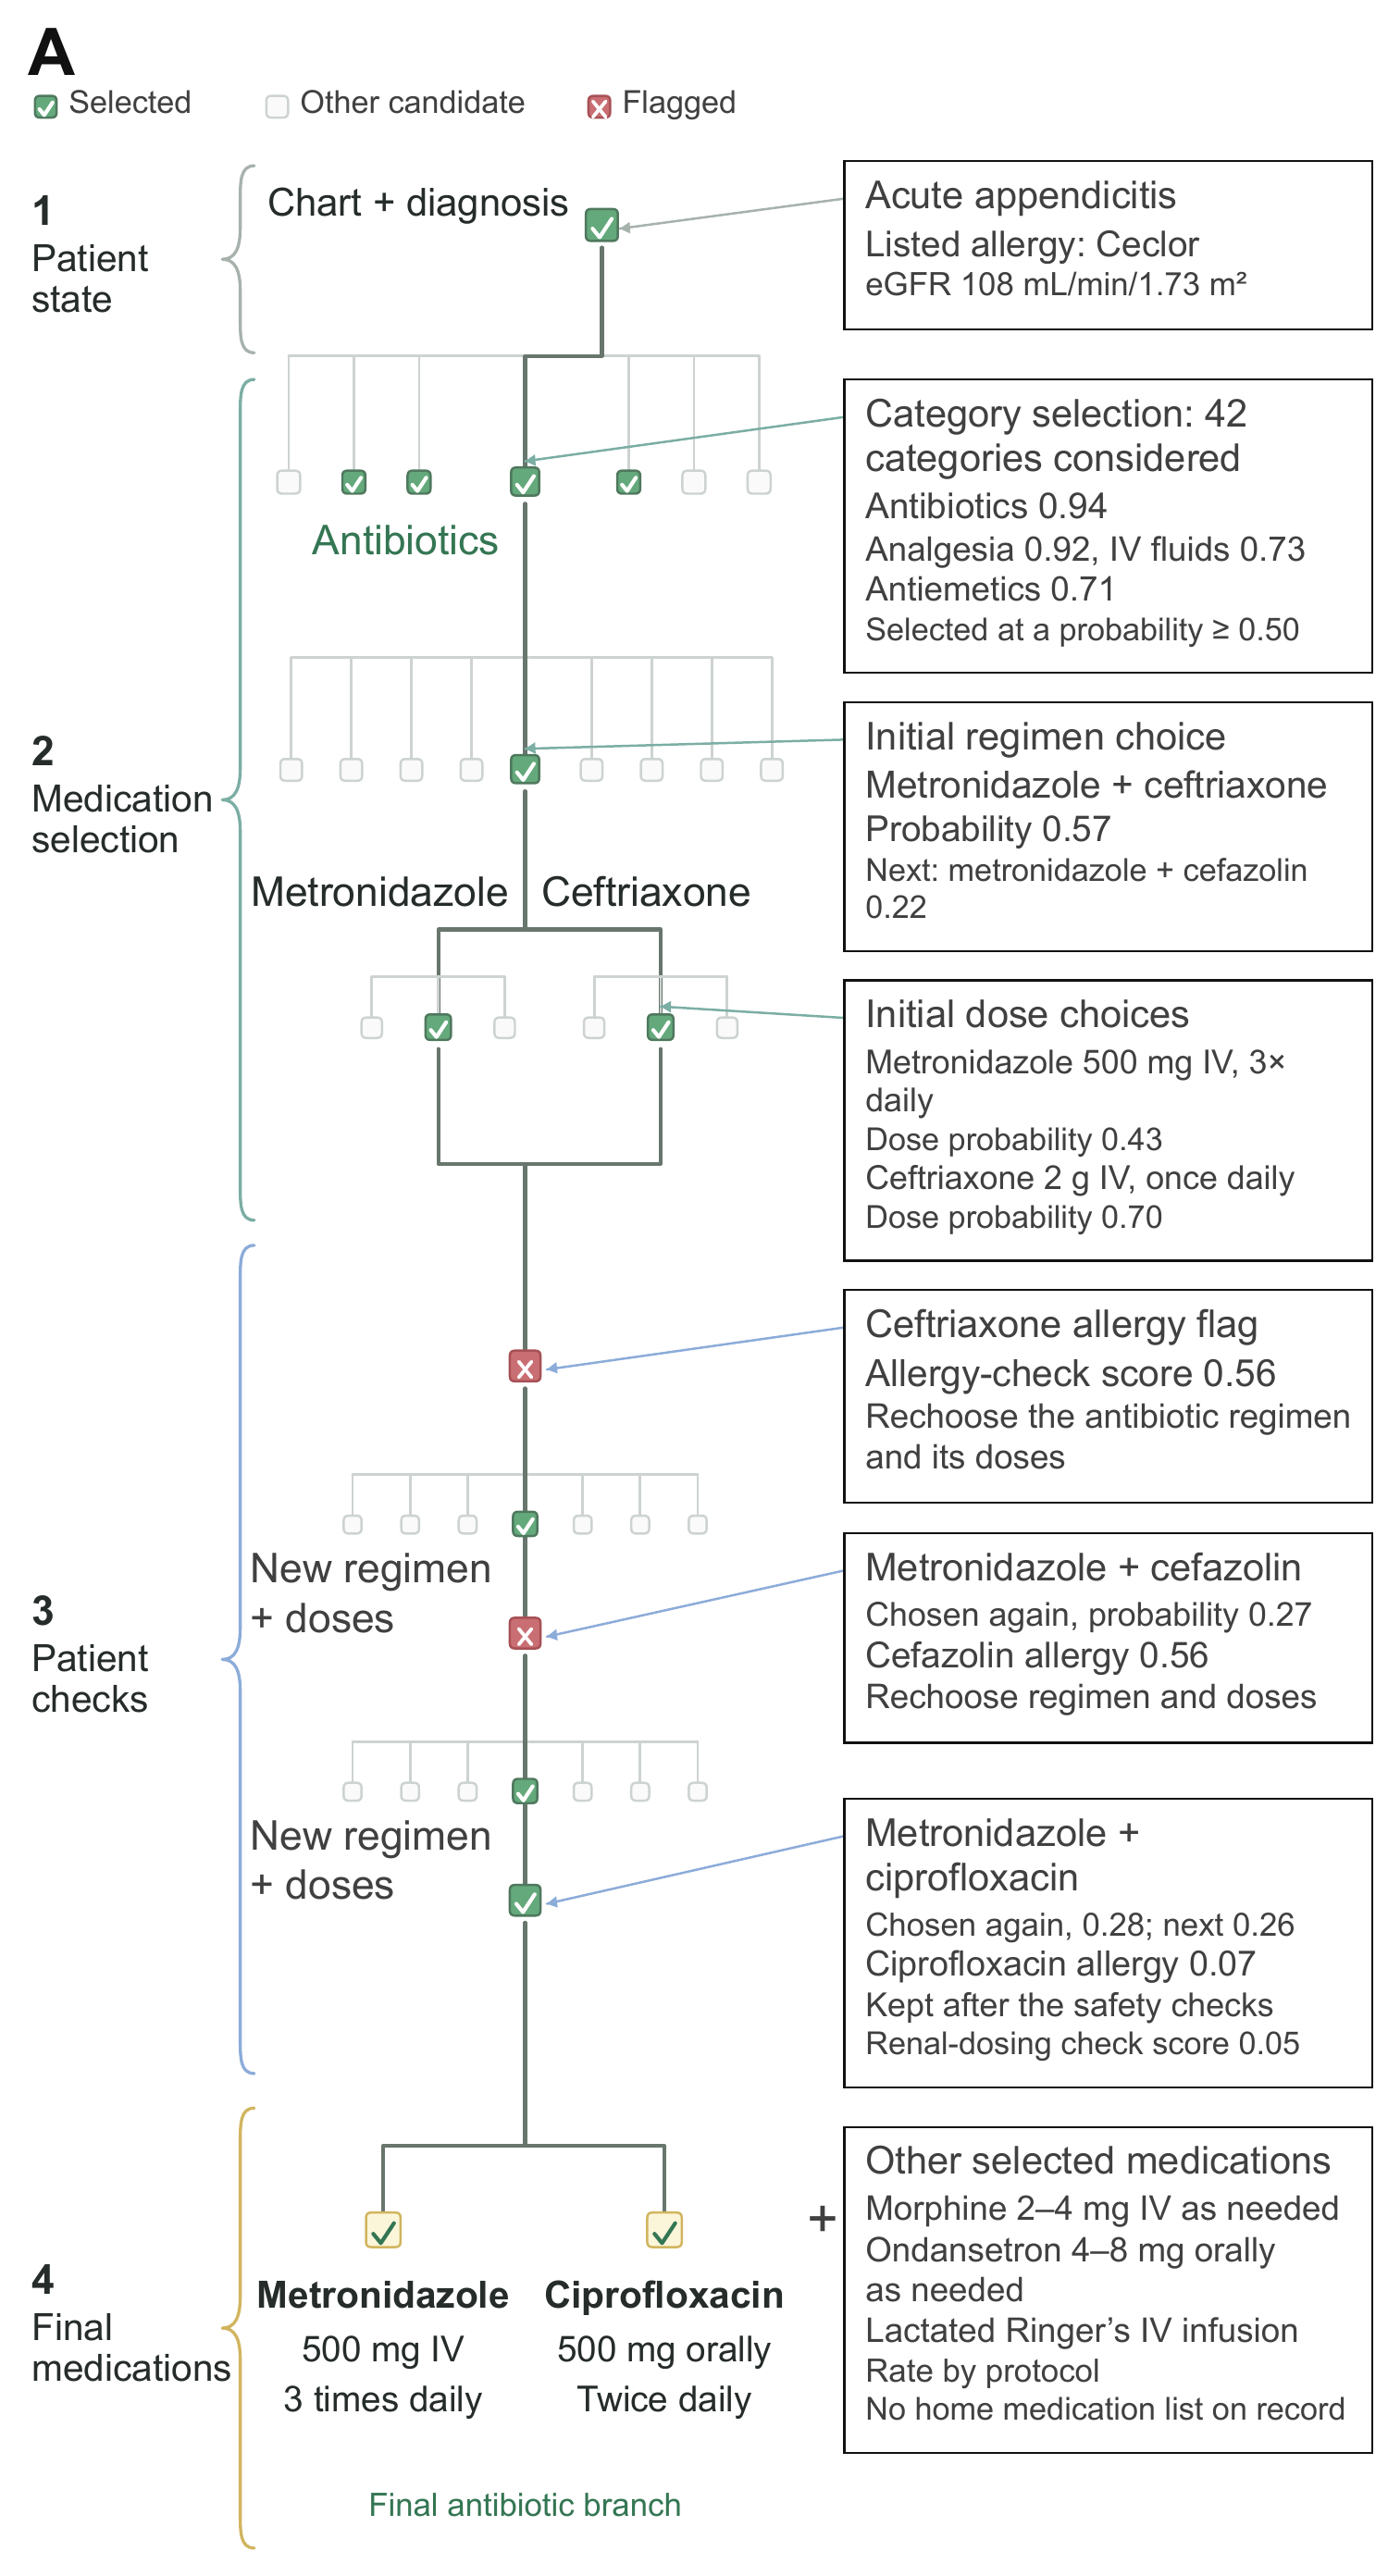 A
Selected
Other candidate
Flagged
1
Patient
state
Chart + diagnosis
Acute appendicitis
Listed allergy: Ceclor
eGFR 108 mL/min/1.73 m²
2
Medication
selection
Antibiotics
Category selection: 42
categories considered
Antibiotics 0.94
Analgesia 0.92, IV fluids 0.73
Antiemetics 0.71
Selected at a probability ≥ 0.50
Initial regimen choice
Metronidazole + ceftriaxone
Probability 0.57
Next: metronidazole + cefazolin
0.22
Metronidazole
Ceftriaxone
Initial dose choices
Metronidazole 500 mg IV, 3×
daily
Dose probability 0.43
Ceftriaxone 2 g IV, once daily
Dose probability 0.70
3
Patient
checks
Ceftriaxone allergy flag
Allergy-check score 0.56
Rechoose the antibiotic regimen
and its doses
New regimen
+ doses
Metronidazole + cefazolin
Chosen again, probability 0.27
Cefazolin allergy 0.56
Rechoose regimen and doses
New regimen
+ doses
Metronidazole +
ciprofloxacin
Chosen again, 0.28; next 0.26
Ciprofloxacin allergy 0.07
Kept after the safety checks
Renal-dosing check score 0.05
4
Final
medications
Metronidazole
500 mg IV
3 times daily
Ciprofloxacin
500 mg orally
Twice daily
+
Other selected medications
Morphine 2–4 mg IV as needed
Ondansetron 4–8 mg orally
as needed
Lactated Ringer’s IV infusion
Rate by protocol
No home medication list on record
Final antibiotic branch